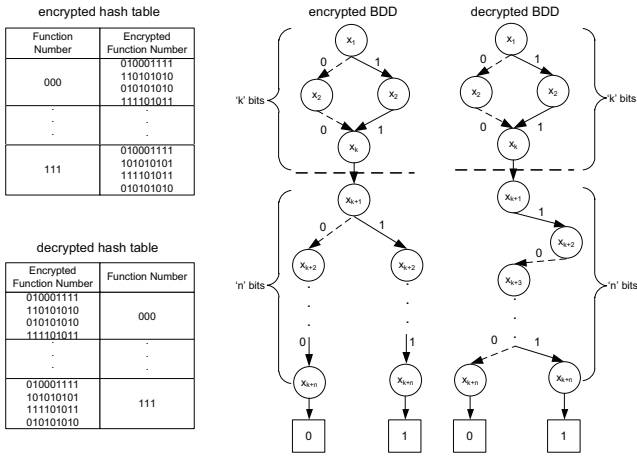 encrypted hash table
Function Number
Encrypted Function Number
000
010001111
110101010
010101010
111101011
.
.
.
.
.
.
111
010001111
101010101
111101011
010101010
decrypted hash table
Encrypted Function Number
Function Number
010001111
110101010
010101010
111101011
000
.
.
.
.
.
.
010001111
101010101
111101011
010101010
111
encrypted BDD
'k' bits
x1
0
1
x2
x2
0
1
xk
'n' bits
xk+1
0
1
xk+2
xk+2
.
.
.
.
.
.
0
1
xk+n
xk+n
0
1
decrypted BDD
x1
0
1
x2
x2
'k' bits
0
1
xk
xk+1
1
xk+2
0
xk+3
'n' bits
.
.
.
0
1
xk+n
xk+n
0
1